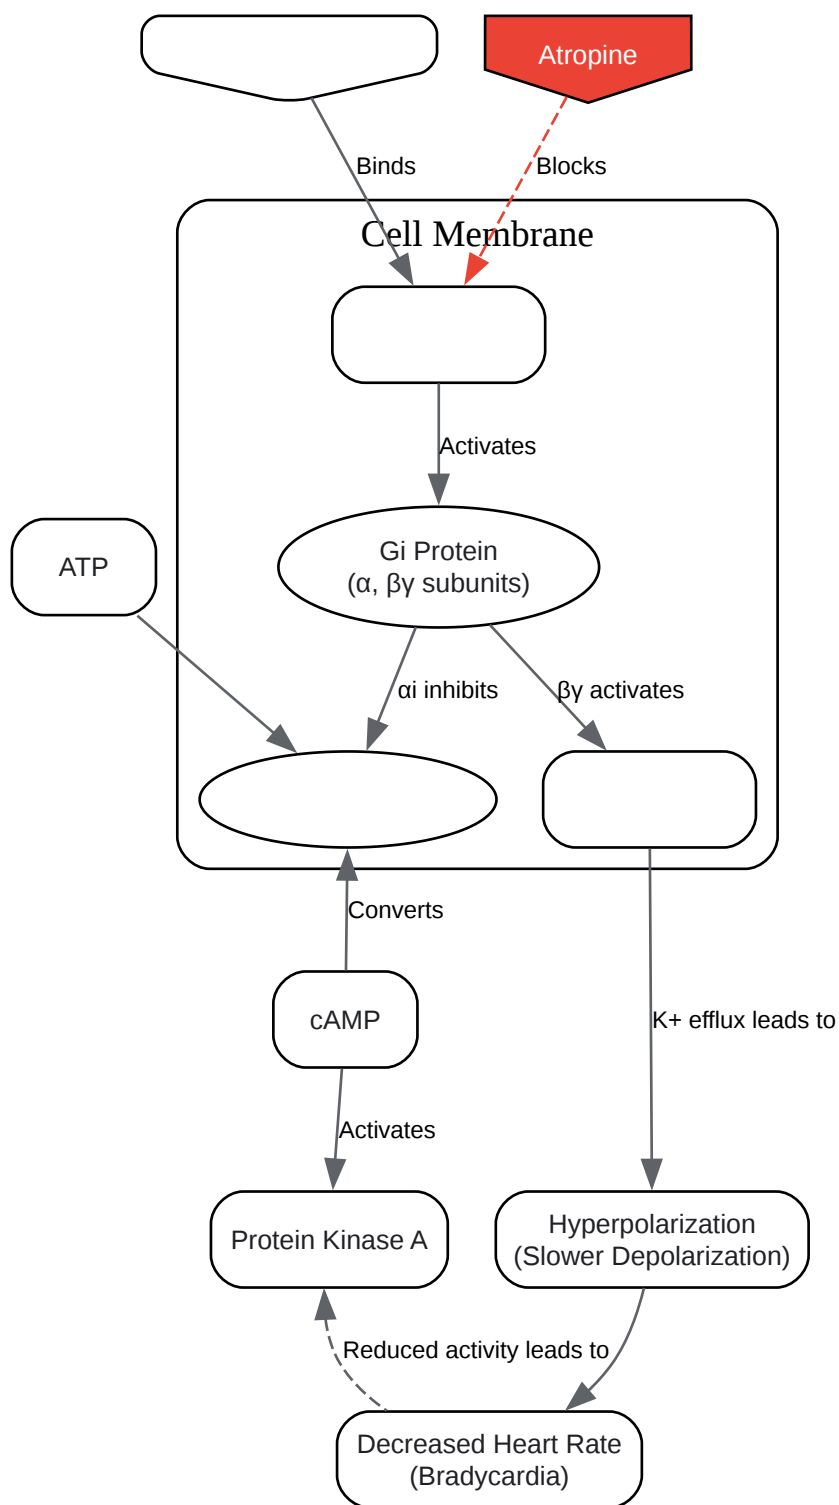 Atropine
Binds
Blocks
Cell Membrane
Activates
Gi Protein
(α, βγ subunits)
ATP
αi inhibits
βγ activates
Converts
cAMP
K+ efflux leads to
Activates
Protein Kinase A
Hyperpolarization
(Slower Depolarization)
Reduced activity leads to
Decreased Heart Rate
(Bradycardia)